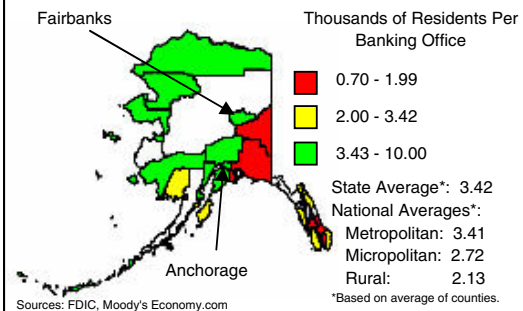 Fairbanks
Thousands of Residents Per
Banking Office
0.70 - 1.99
2.00 - 3.42
3.43 - 10.00
State Average*: 3.42
National Averages*:
Metropolitan: 3.41
Micropolitan: 2.72
Rural: 2.13
*Based on average of counties.
Anchorage
Sources: FDIC, Moody's Economy.com